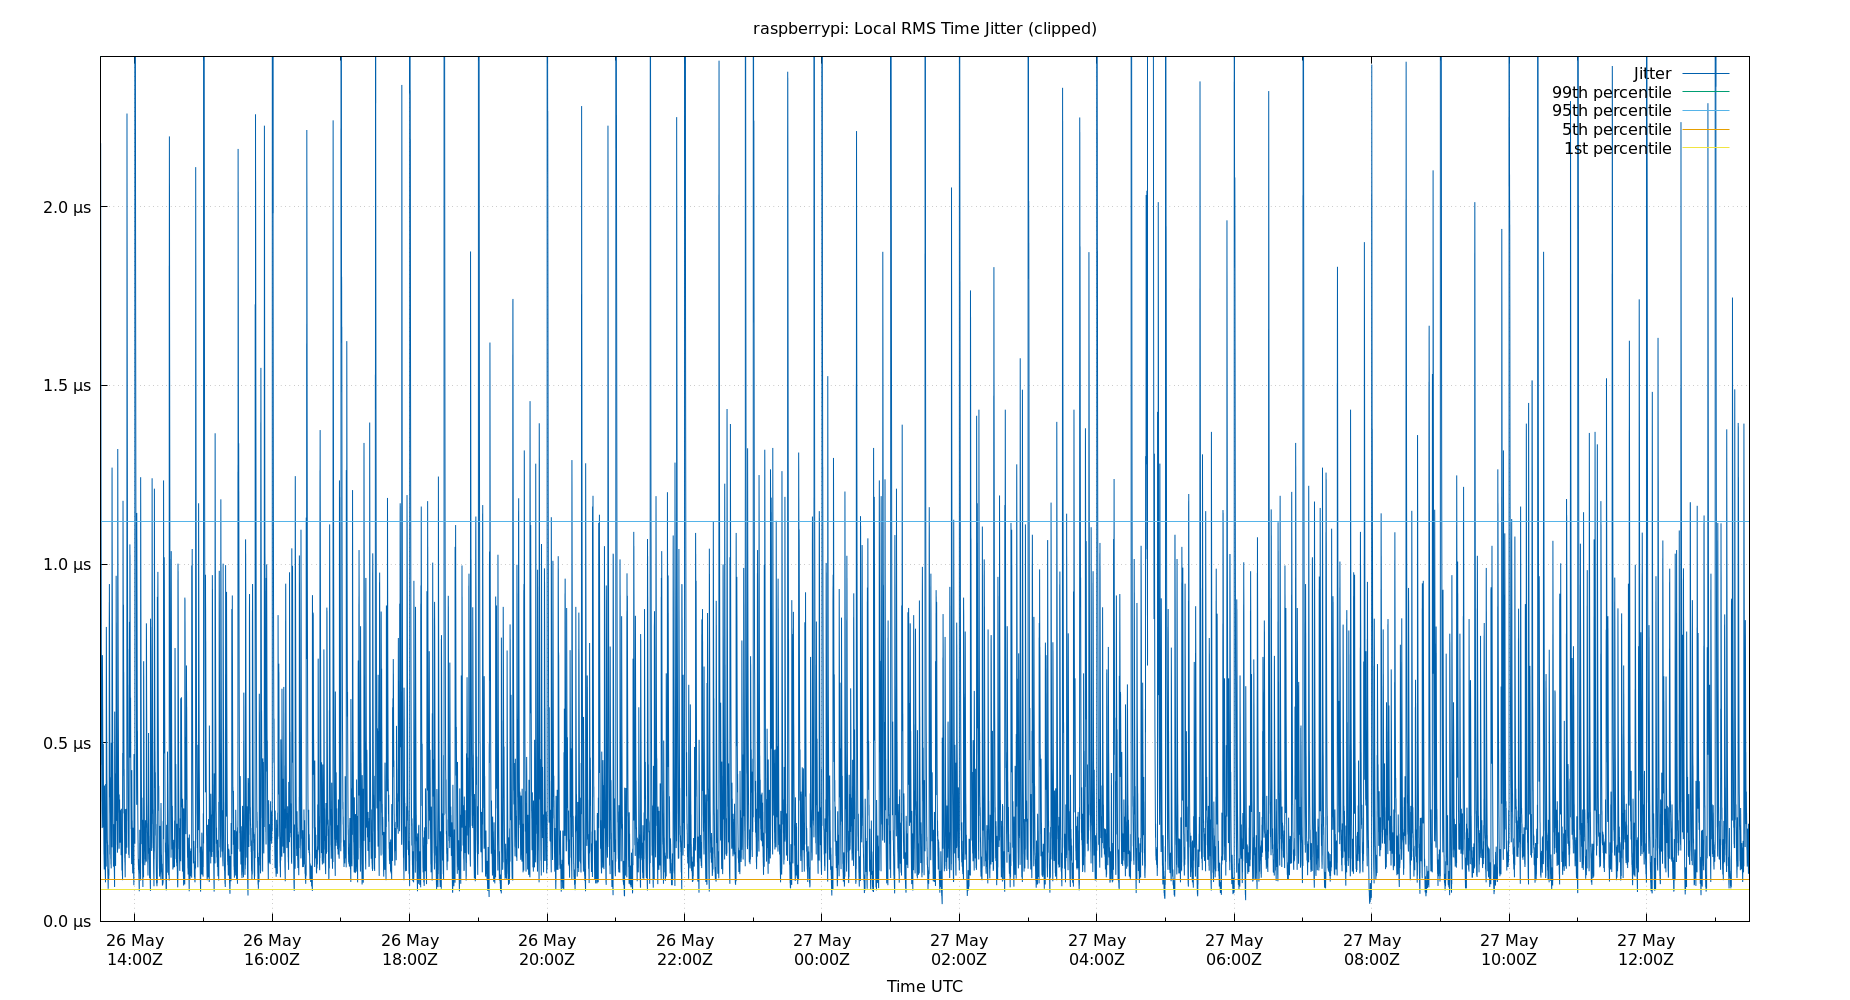 raspberrypi: Local RMS Time Jitter (clipped)
Jitter
99th percentile
95th percentile
5th percentile
1st percentile
2.0 µs
1.5 µs
1.0 µs
0.5 µs
0.0 µs
26 May 26 May 26 May 26 May 26 May 27 May 27 May 27 May 27 May 27 May 27 May 27 May
14:00Z 16:00Z 18:00Z 20:00Z 22:00Z 00:00Z 02:00Z 04:00Z 06:00Z 08:00Z 10:00Z 12:00Z
Time UTC